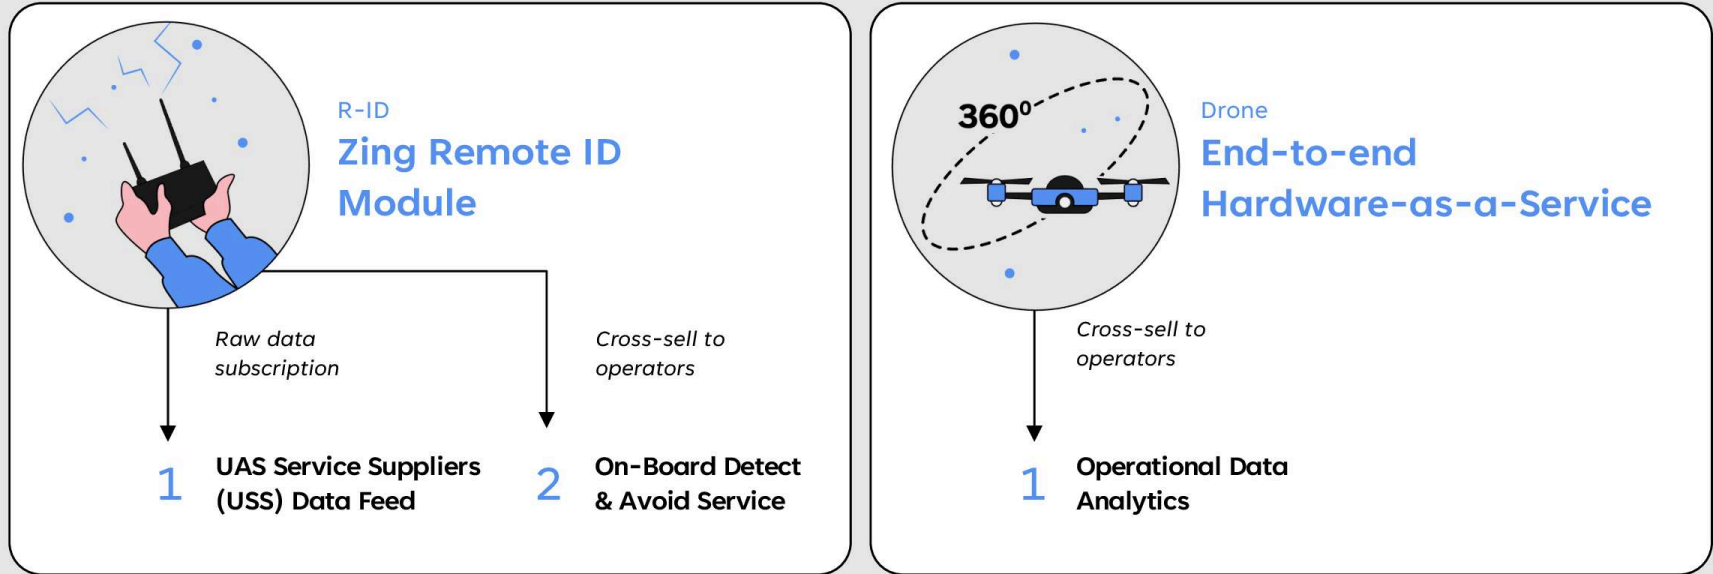 R-ID
Zing Remote ID
Module
Raw data
subscription
Cross-sell to
operators
1
UAS Service Suppliers
(USS) Data Feed
2
On-Board Detect
& Avoid Service
360⁰
Drone
End-to-end
Hardware-as-a-Service
Cross-sell to
operators
1
Operational Data
Analytics